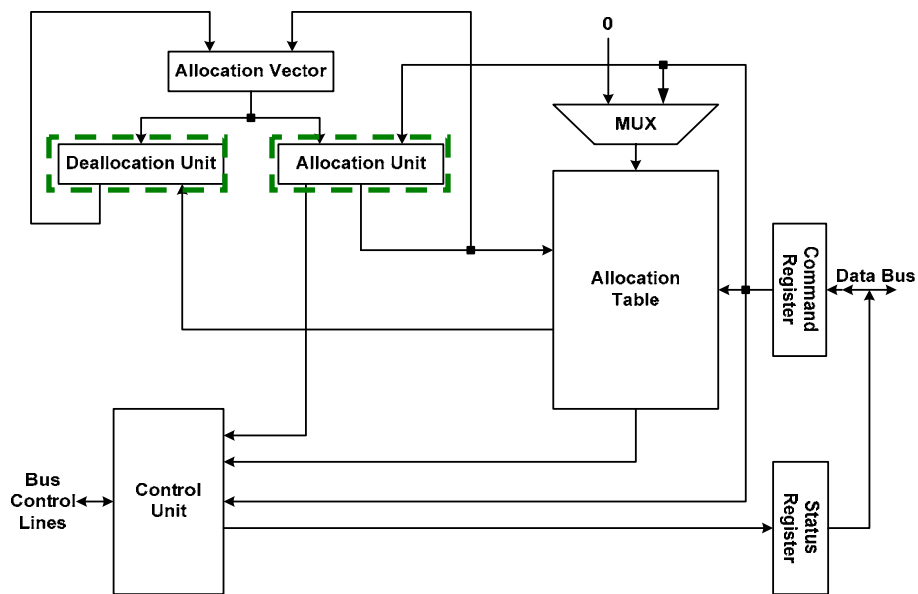 0
Allocation Vector
MUX
Deallocation Unit
Allocation Unit
Allocation
Table
Command
Register
Data Bus
Bus
Control
Lines
Control
Unit
Status
Register